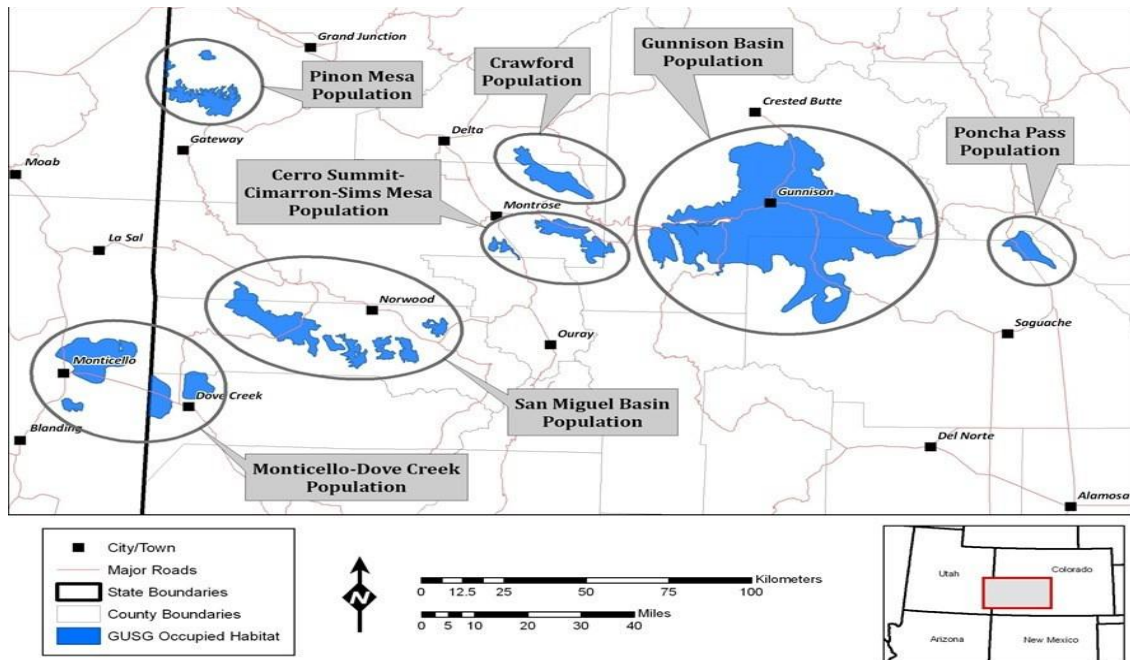 Grand Junction
Pinon Mesa
Population
Crawford
Population
Gunnison Basin
Population
Crested Butte
Poncha Pass
Population
Delta
Gateway
Moab
Cerro Summit-
Cimarron-Sims Mesa
Population
Montrose
Gunnison
La Sal
Norwood
Ouray
Saguache
Monticello
Dove Creek
San Miguel Basin
Population
Blanding
Monticello-Dove Creek
Population
Del Norte
Alamosa
City/Town
Major Roads
State Boundaries
County Boundaries
GUSG Occupied Habitat
N
Kilometers
0 12.5 25 50 75 100
Miles
0 5 10 20 30 40
Utah
Colorado
Arizona
New Mexico